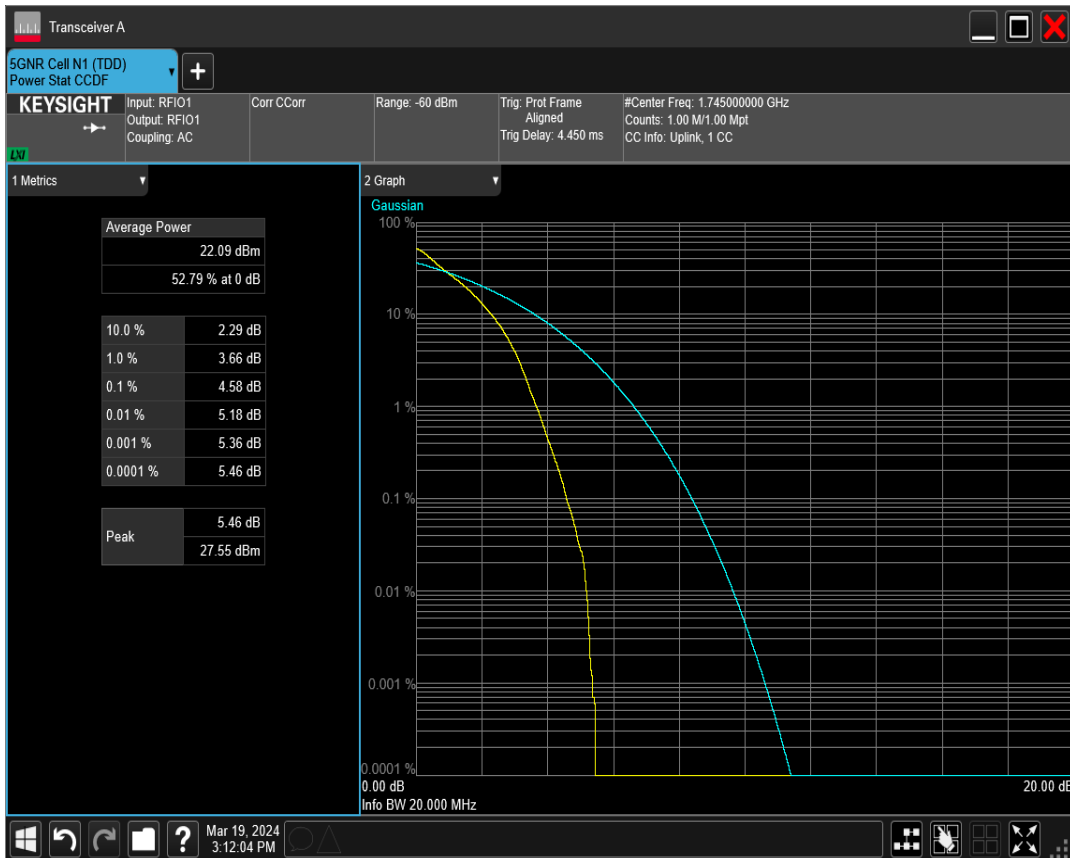 Transceiver A
5GNR Cell N1 (TDD)
Power Stat CCDF
+
KEYSIGHT
LXI
Input: RFIO1
Output: RFIO1
Coupling: AC
Corr CCorr
Range: -60 dBm
Trig: Prot Frame
Aligned
Trig Delay: 4.450 ms
#Center Freq: 1.745000000 GHz
Counts: 1.00 M/1.00 Mpt
CC Info: Uplink, 1 CC
1 Metrics
Average Power
22.09 dBm
52.79 % at 0 dB
10.0 % 2.29 dB
1.0 % 3.66 dB
0.1 % 4.58 dB
0.01 % 5.18 dB
0.001 % 5.36 dB
0.0001 % 5.46 dB
Peak
5.46 dB
27.55 dBm
2 Graph
Gaussian
100 %
10 %
1 %
0.1 %
0.01 %
0.001 %
0.0001 %
0.00 dB 20.00 dB
Info BW 20.000 MHz
?
Mar 19, 2024
3:12:04 PM